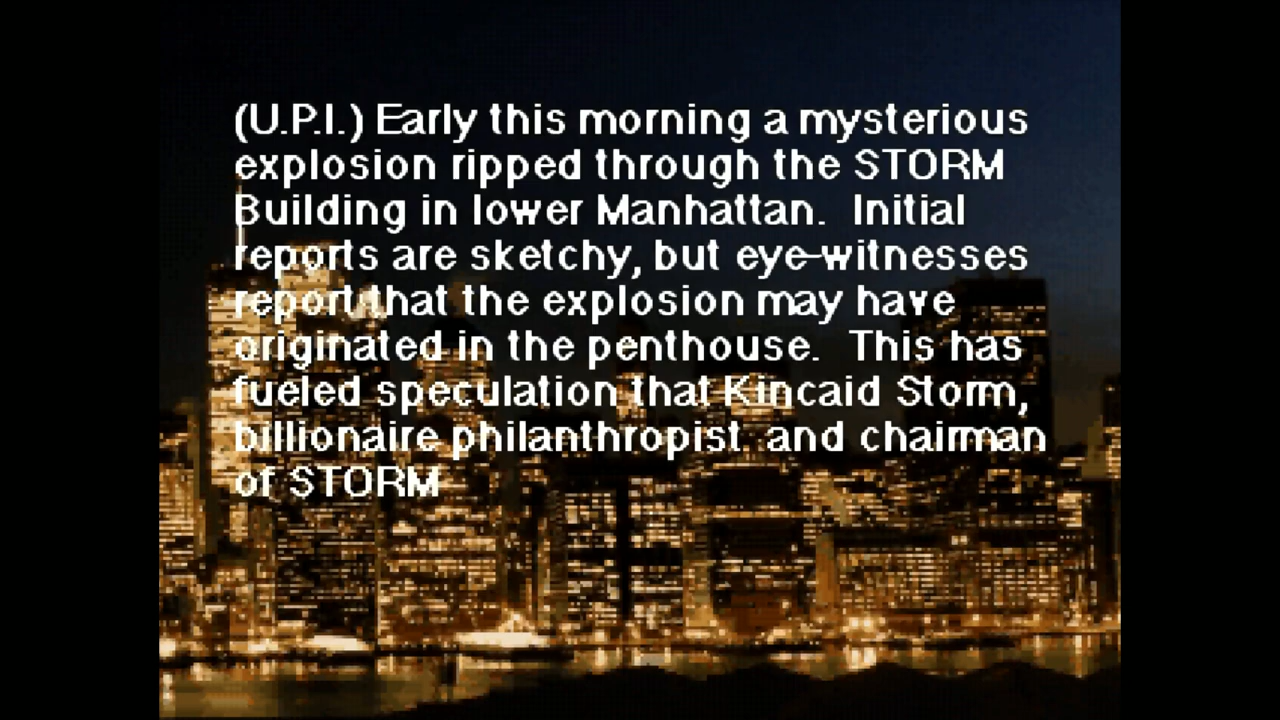 (U.P.I.) Early this morning a mysterious
explosion ripped through the STORM
Building in lower Manhattan.  Initial
reports are sketchy, but eye-witnesses
report that the explosion may have
originated in the penthouse.  This has
fueled speculation that Kincaid Storm,
billionaire philanthropist  and chairman
of STORM